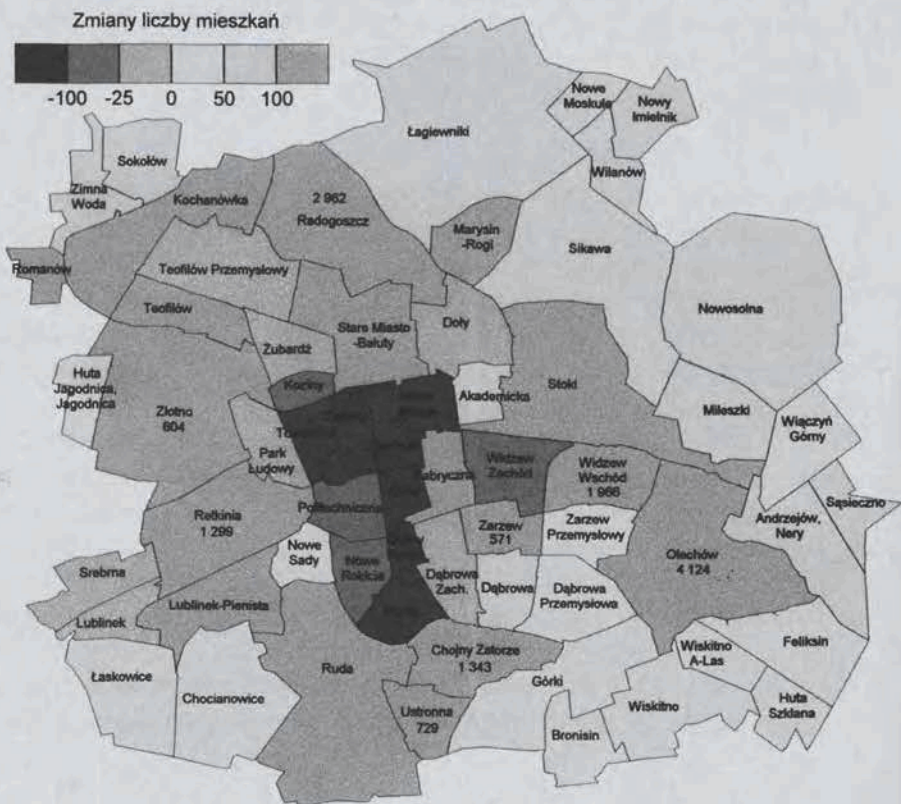 Zmiany liczby mieszkań
-100 -25 0 50 100
Nowe
Moskule
Nowy
Imielnik
Łagiewniki
Sokołów
Wilanów
Zimna
Woda
Kochanówka
2 962
Radogoszcz
Marysin
-Rogi
Sikawa
Romanów
Teofilów Przemysłowy
Teofilów
Nowosolna
Stare Miasto
-Bałuty
Doły
Żubardź
Huta
Jagodnica,
Jagodnica
Koziny
Akademicka
Stoki
Złotno
604
Mileszki
Wiączyń
Górny
Park
Ludowy
Fabryczna
Widzew
Zachód
Widzew
Wschód
1 966
Sąsieczno
Politechniczna
Retkinia
1 299
Zarzew
571
Zarzew
Przemysłowy
Andrzejów,
Nery
Nowe
Sady
Olechów
4 124
Nowe
Rokicie
Srebrna
Dąbrowa
Zach.
Dąbrowa
Dąbrowa
Przemysłowa
Lublinek-Pienista
Lublinek
Chojny Zatorze
1 343
Wiskitno
A-Las
Feliksin
Łaskowice
Chocianowice
Ruda
Górki
Ustronna
729
Wiskitno
Huta
Szklana
Bronisin